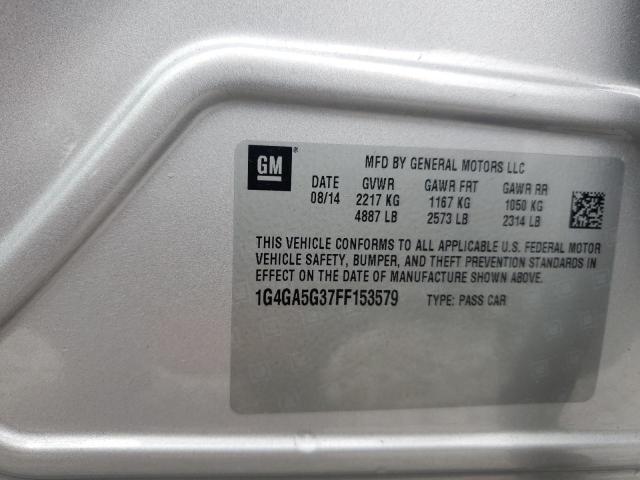 GM
MFD BY GENERAL MOTORS LLC
DATE GVWR GAWR FRT GAWR RR
08/14 2217 KG 1167 KG 1050 KG
4887 LB 2573 LB 2314 LB
THIS VEHICLE CONFORMS TO ALL APPLICABLE U.S. FEDERAL MOTOR
VEHICLE SAFETY, BUMPER, AND THEFT PREVENTION STANDARDS IN
EFFECT ON THE DATE OF MANUFACTURE SHOWN ABOVE.
1G4GA5G37FF153579 TYPE: PASS CAR